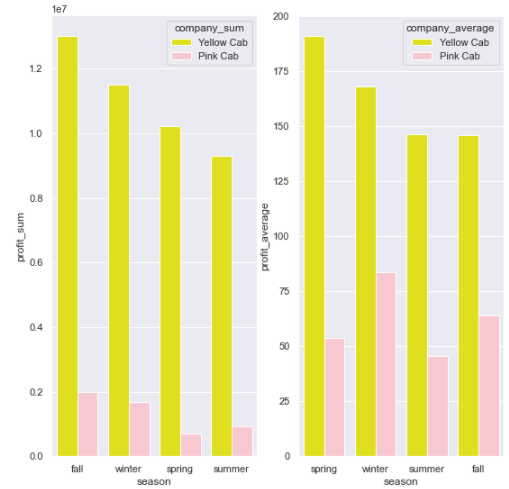 1e7
company_sum
Yellow Cab
Pink Cab
1.2
1.0
0.8
0.6
0.4
0.2
0.0
profit_sum
fall winter spring summer
season
company_average
Yellow Cab
Pink Cab
200
175
150
125
100
75
50
25
0
profit_average
spring winter summer fall
season